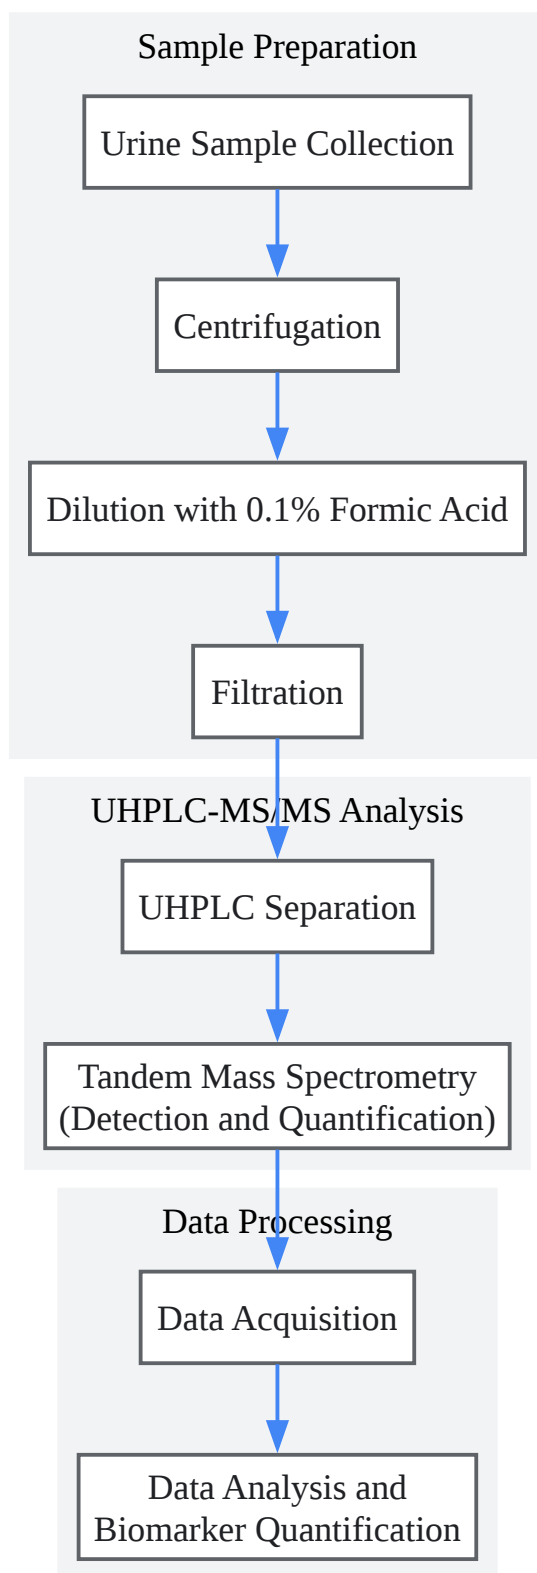 Sample Preparation
Urine Sample Collection
Centrifugation
Dilution with 0.1% Formic Acid
Filtration
UHPLC-MS/MS Analysis
UHPLC Separation
Tandem Mass Spectrometry
(Detection and Quantification)
Data Processing
Data Acquisition
Data Analysis and
Biomarker Quantification